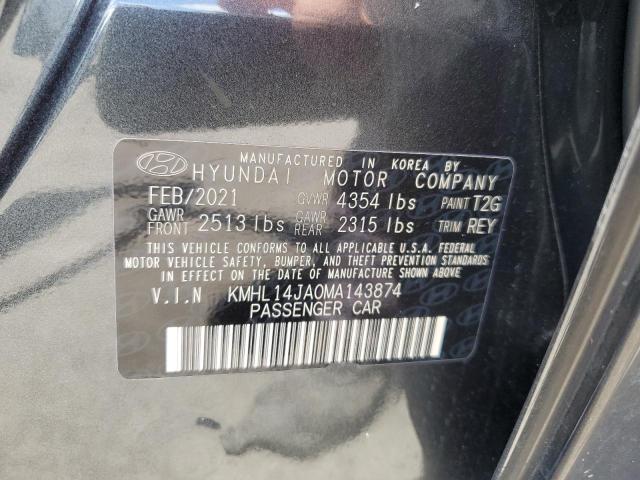 MANUFACTURED IN KOREA BY
HYUNDAI MOTOR COMPANY
FEB/2021 GVWR 4354 lbs PAINT T2G
GAWR FRONT 2513 lbs GAWR REAR 2315 lbs TRIM REY
THIS VEHICLE CONFORMS TO ALL APPLICABLE U.S.A. FEDERAL
MOTOR VEHICLE SAFETY, BUMPER, AND THEFT PREVENTION STANDARDS
IN EFFECT ON THE DATE OF MANUFACTURE SHOWN ABOVE
V.I.N KMHL14JA0MA143874
PASSENGER CAR